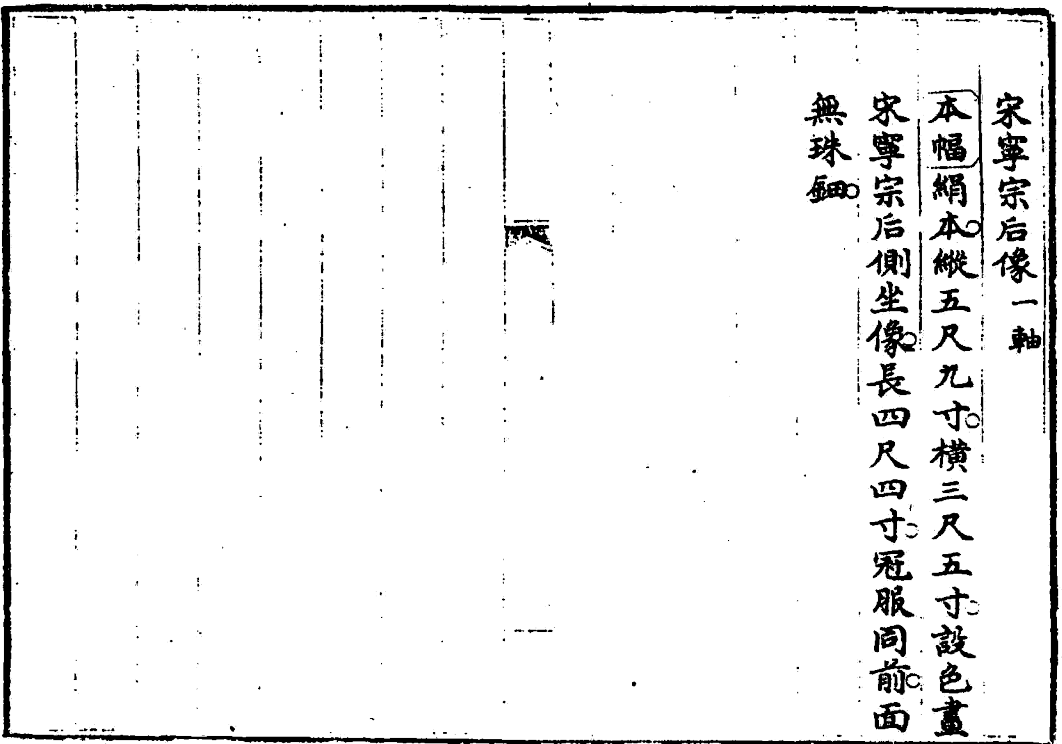 宋寧宗后像一軸
本幅絹本縱五尺九寸橫三尺五寸設色畫
宋寧宗后側坐像長四尺四寸冠服同前面
無珠鈿